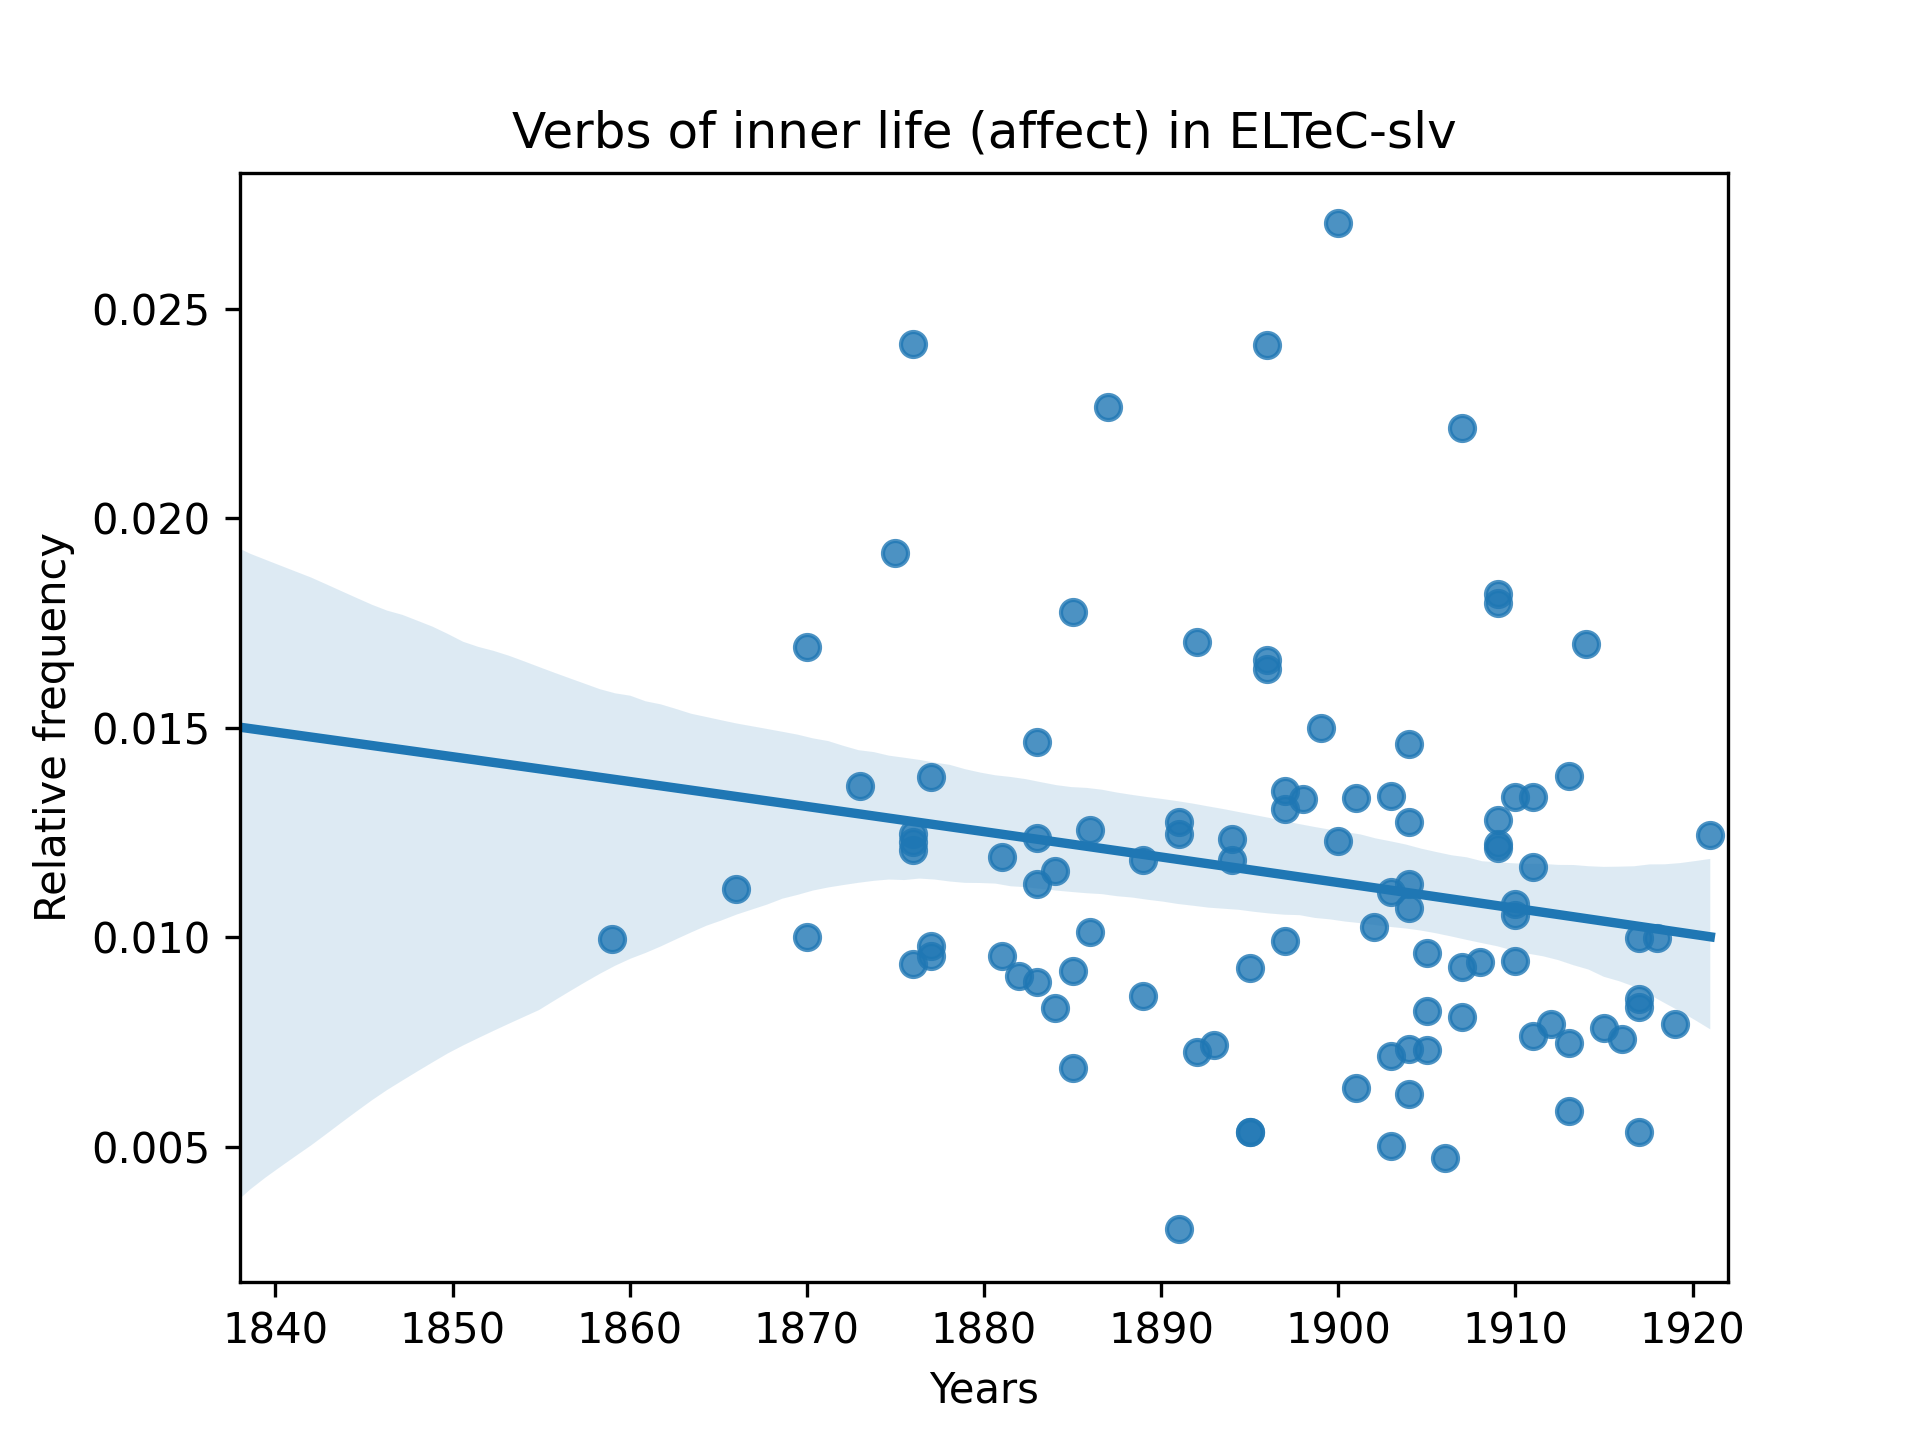 Verbs of inner life (affect) in ELTeC-slv
0.025
0.020
0.015
0.010
0.005
Relative frequency
1840 1850 1860 1870 1880 1890 1900 1910 1920
Years